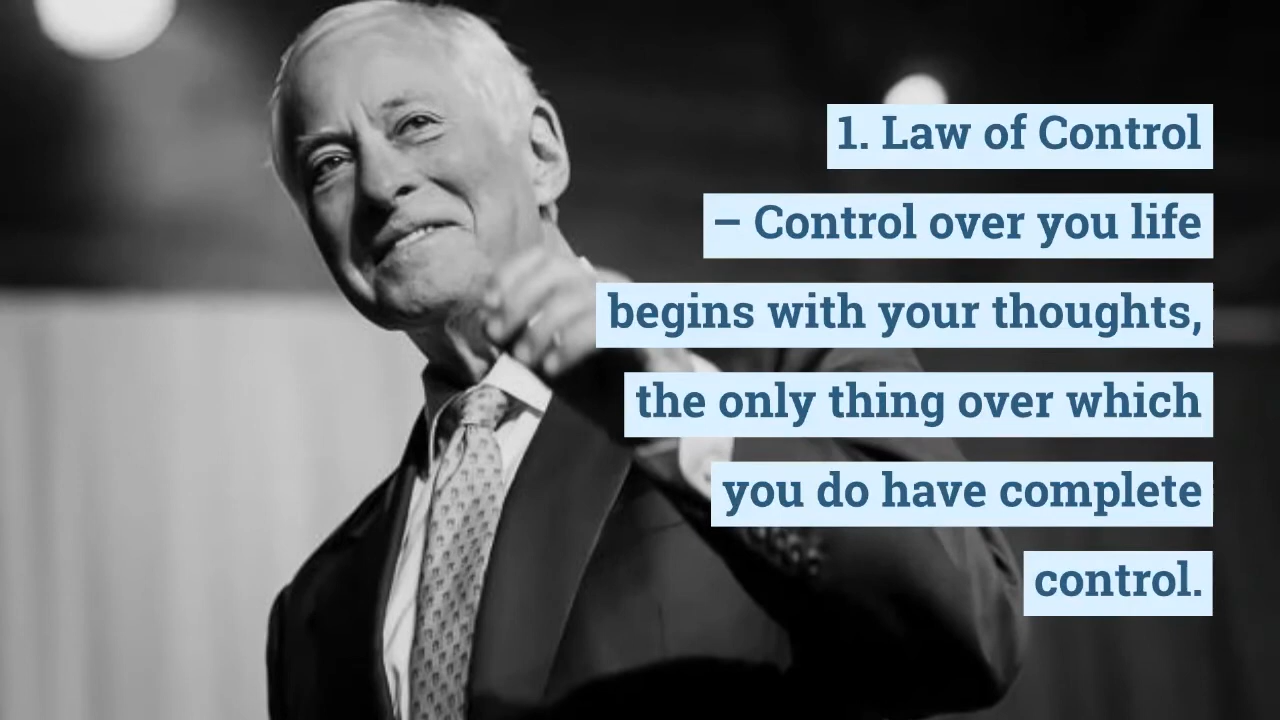 1. Law of Control
– Control over you life
begins with your thoughts,
the only thing over which
you do have complete
control.